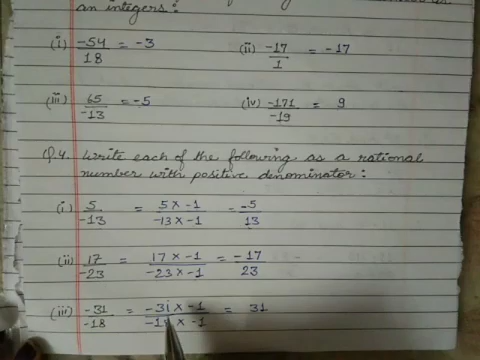 an integers:
(i) -54/18 = -3 (ii) -17/1 = -17
(iii) 65/-13 = -5 (iv) -171/-19 = 9
Q.4. Write each of the following as a rational
number with positive denominator:
(i) 5/-13 = 5 × -1/-13 × -1 = -5/13
(ii) 17/-23 = 17 × -1/-23 × -1 = -17/23
(iii) -31/-18 = -31 × -1/-18 × -1 = 31